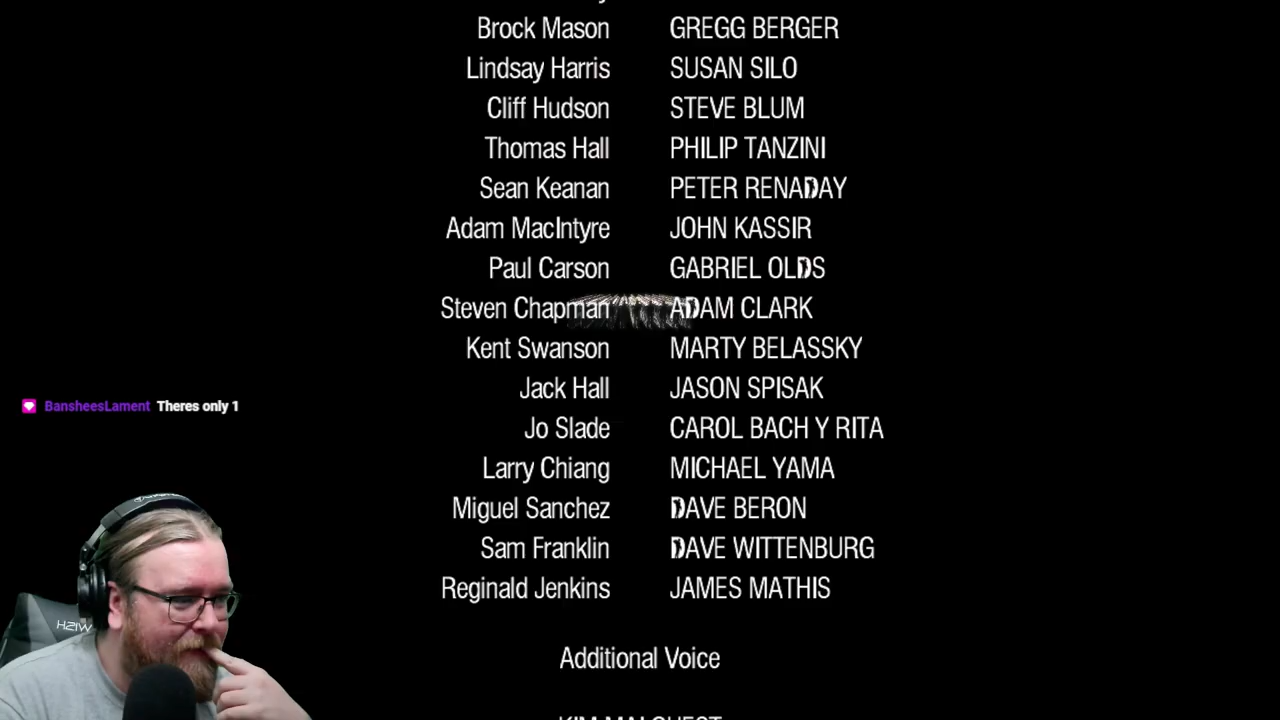 Brock Mason GREGG BERGER
Lindsay Harris SUSAN SILO
Cliff Hudson STEVE BLUM
Thomas Hall PHILIP TANZINI
Sean Keanan PETER RENADAY
Adam MacIntyre JOHN KASSIR
Paul Carson GABRIEL OLDS
Steven Chapman ADAM CLARK
Kent Swanson MARTY BELASSKY
Jack Hall JASON SPISAK
BansheesLament Theres only 1
Jo Slade CAROL BACH Y RITA
Larry Chiang MICHAEL YAMA
Miguel Sanchez DAVE BERON
Sam Franklin DAVE WITTENBURG
Reginald Jenkins JAMES MATHIS
Additional Voice